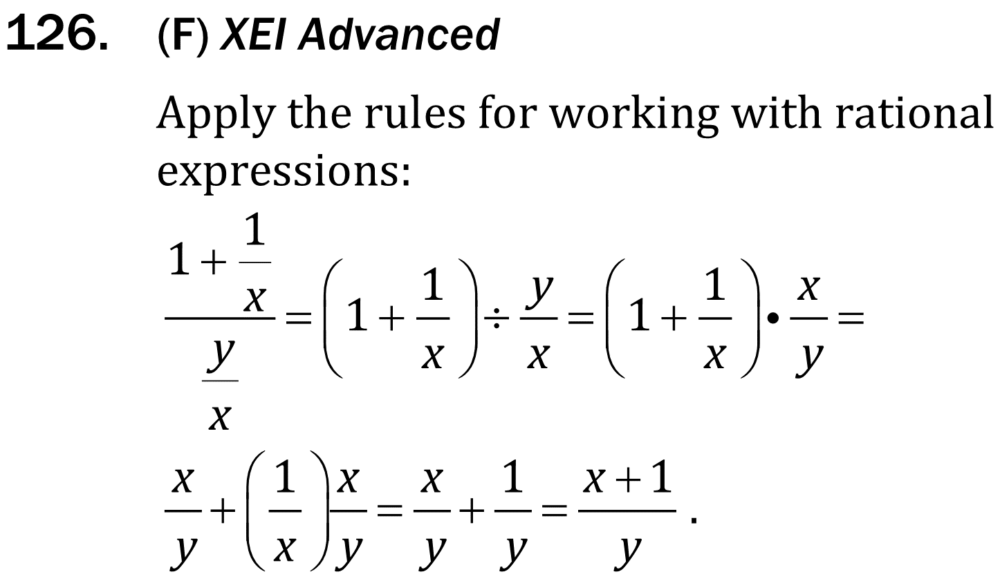 126. (F) XEI Advanced
Apply the rules for working with rational
expressions:
\frac{1+\frac{1}{x}}{\frac{y}{x}} = \left(1+\frac{1}{x}\right) ÷ \frac{y}{x} = \left(1+\frac{1}{x}\right) • \frac{x}{y} =
\frac{x}{y} + \left(\frac{1}{x}\right)\frac{x}{y} = \frac{x}{y} + \frac{1}{y} = \frac{x+1}{y} .